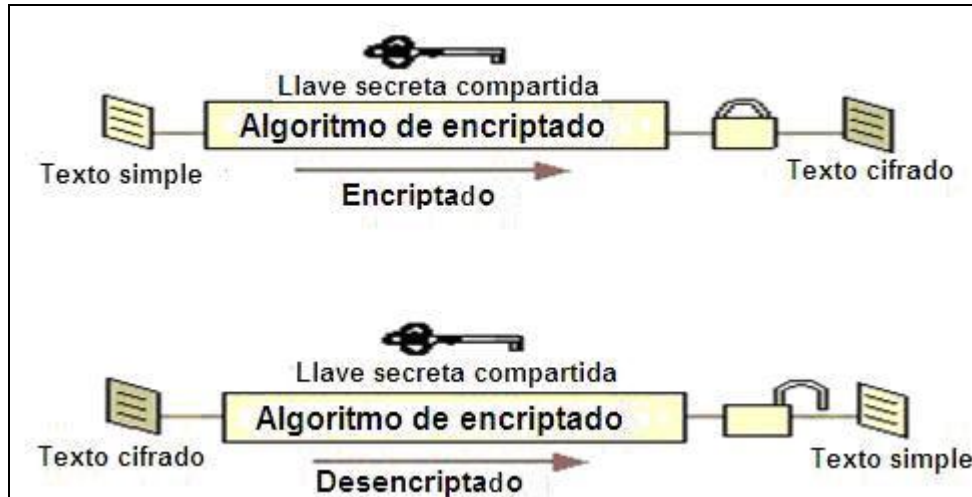 Llave secreta compartida
Algoritmo de encriptado
Texto simple
Texto cifrado
Encriptado
Llave secreta compartida
Algoritmo de encriptado
Texto cifrado
Texto simple
Desencriptado